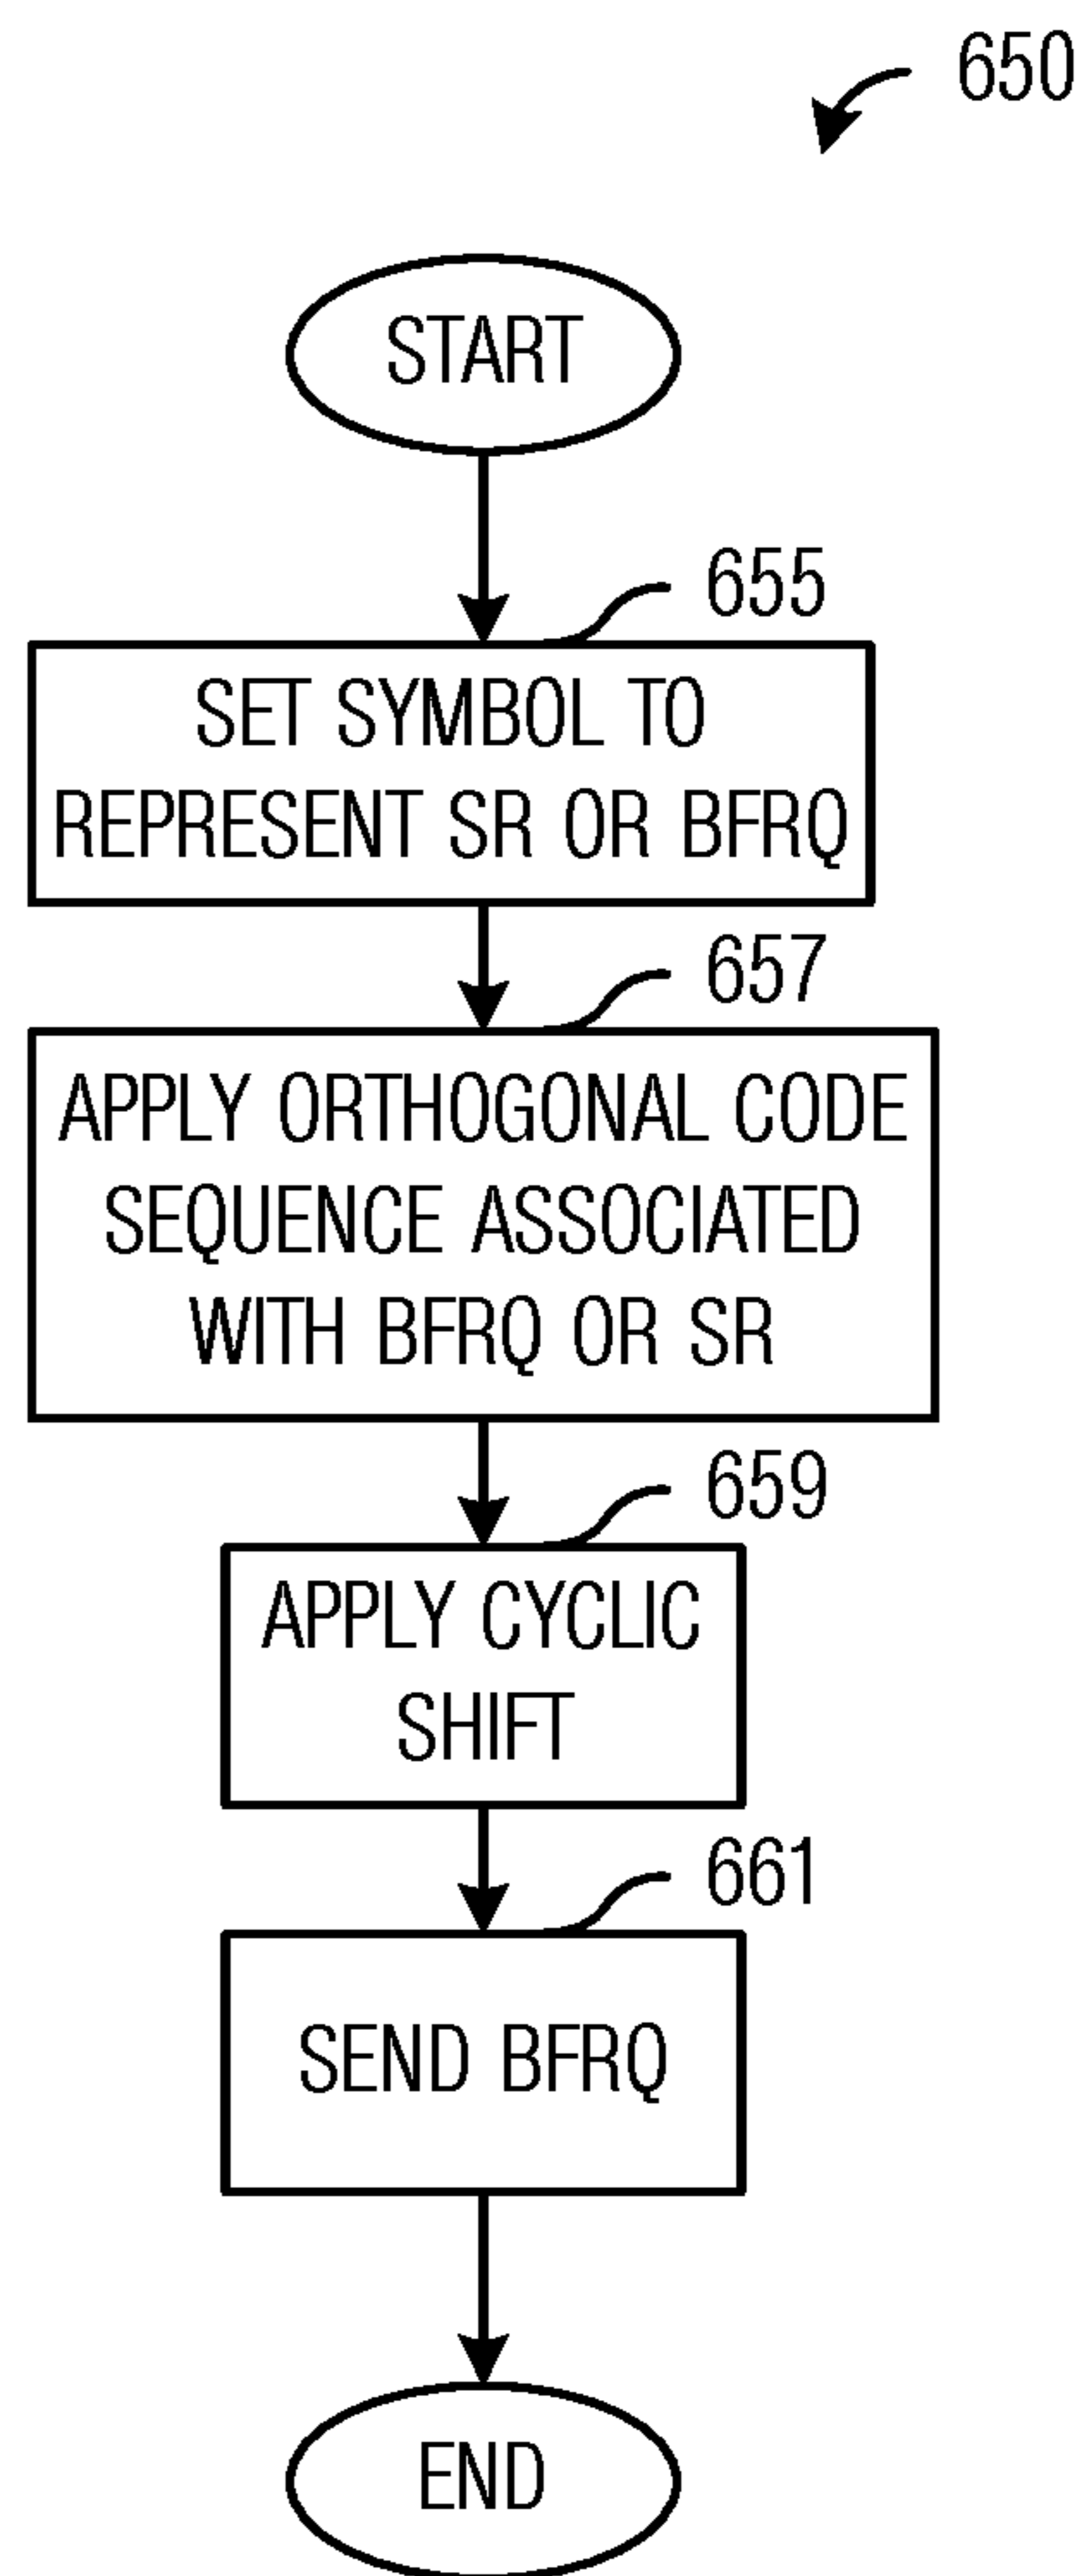 650
START
655
SET SYMBOL TO
REPRESENT SR OR BFRQ
657
APPLY ORTHOGONAL CODE
SEQUENCE ASSOCIATED
WITH BFRQ OR SR
659
APPLY CYCLIC
SHIFT
661
SEND BFRQ
END